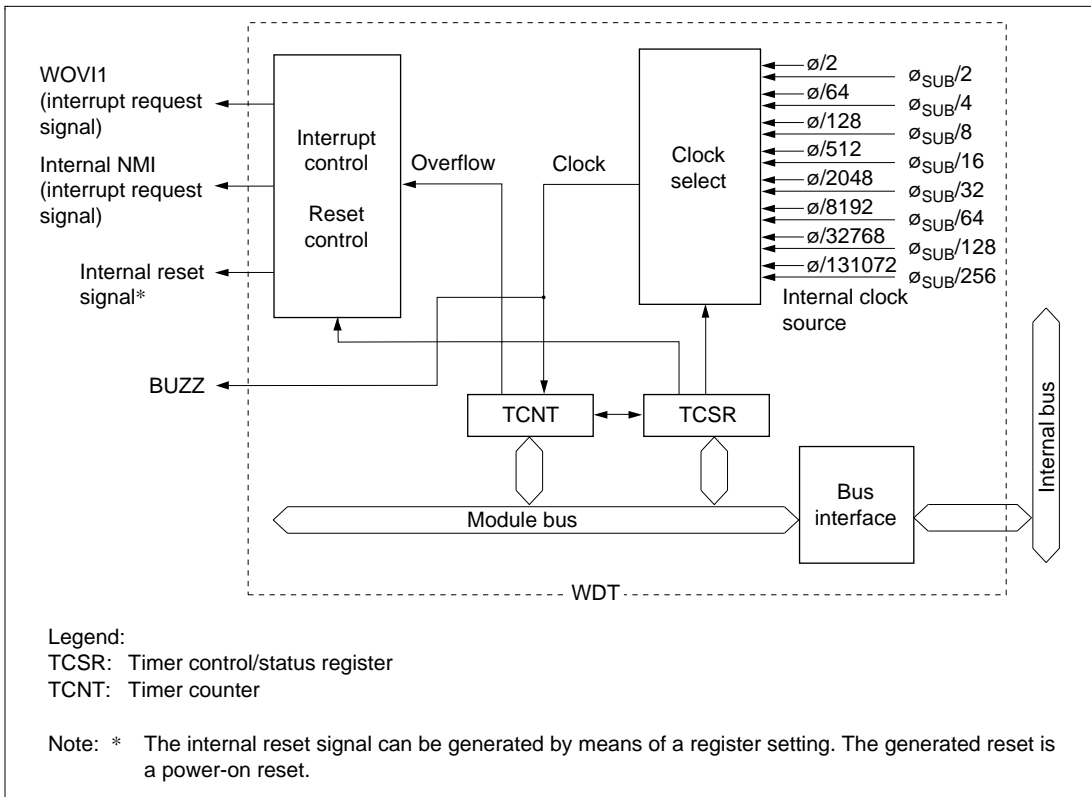 WOVI1
(interrupt request
signal)
Internal NMI
(interrupt request
signal)
Internal reset
signal*
BUZZ
Interrupt
control
Reset
control
Overflow
Clock
Clock
select
ø/2
ø/64
ø/128
ø/512
ø/2048
ø/8192
ø/32768
ø/131072
øSUB/2
øSUB/4
øSUB/8
øSUB/16
øSUB/32
øSUB/64
øSUB/128
øSUB/256
Internal clock
source
TCNT
TCSR
Module bus
Bus
interface
Internal bus
WDT
Legend:
TCSR: Timer control/status register
TCNT: Timer counter
Note: * The internal reset signal can be generated by means of a register setting. The generated reset is
a power-on reset.